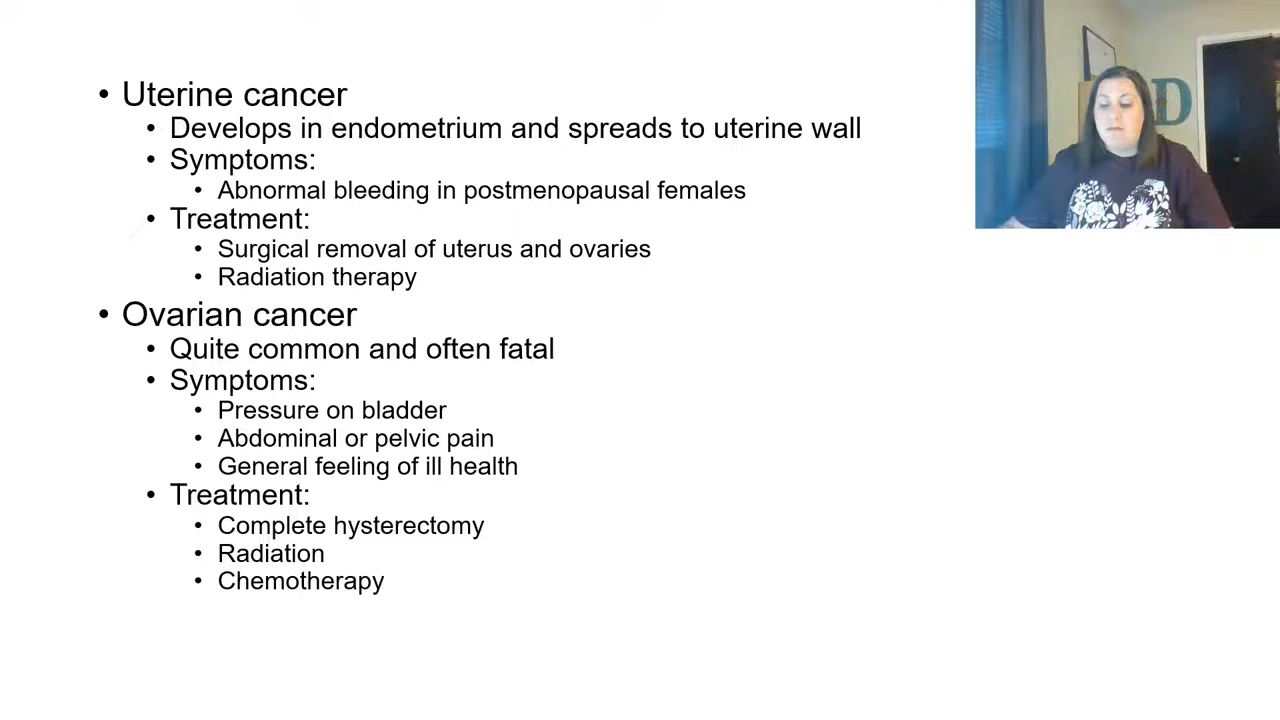 • Uterine cancer
• Develops in endometrium and spreads to uterine wall
• Symptoms:
• Abnormal bleeding in postmenopausal females
• Treatment:
• Surgical removal of uterus and ovaries
• Radiation therapy
• Ovarian cancer
• Quite common and often fatal
• Symptoms:
• Pressure on bladder
• Abdominal or pelvic pain
• General feeling of ill health
• Treatment:
• Complete hysterectomy
• Radiation
• Chemotherapy
D